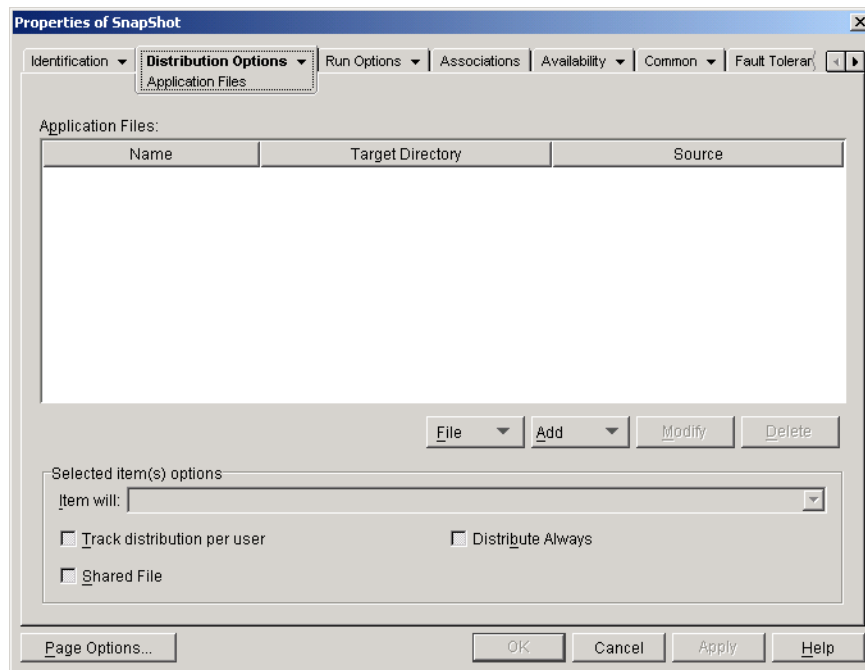 Properties of SnapShot
Identification Distribution Options Run Options Associations Availability Common Fault Toleran
Application Files
Application Files:
Name Target Directory Source
File Add Modify Delete
Selected item(s) options
Item will:
Track distribution per user Distribute Always
Shared File
Page Options... OK Cancel Apply Help